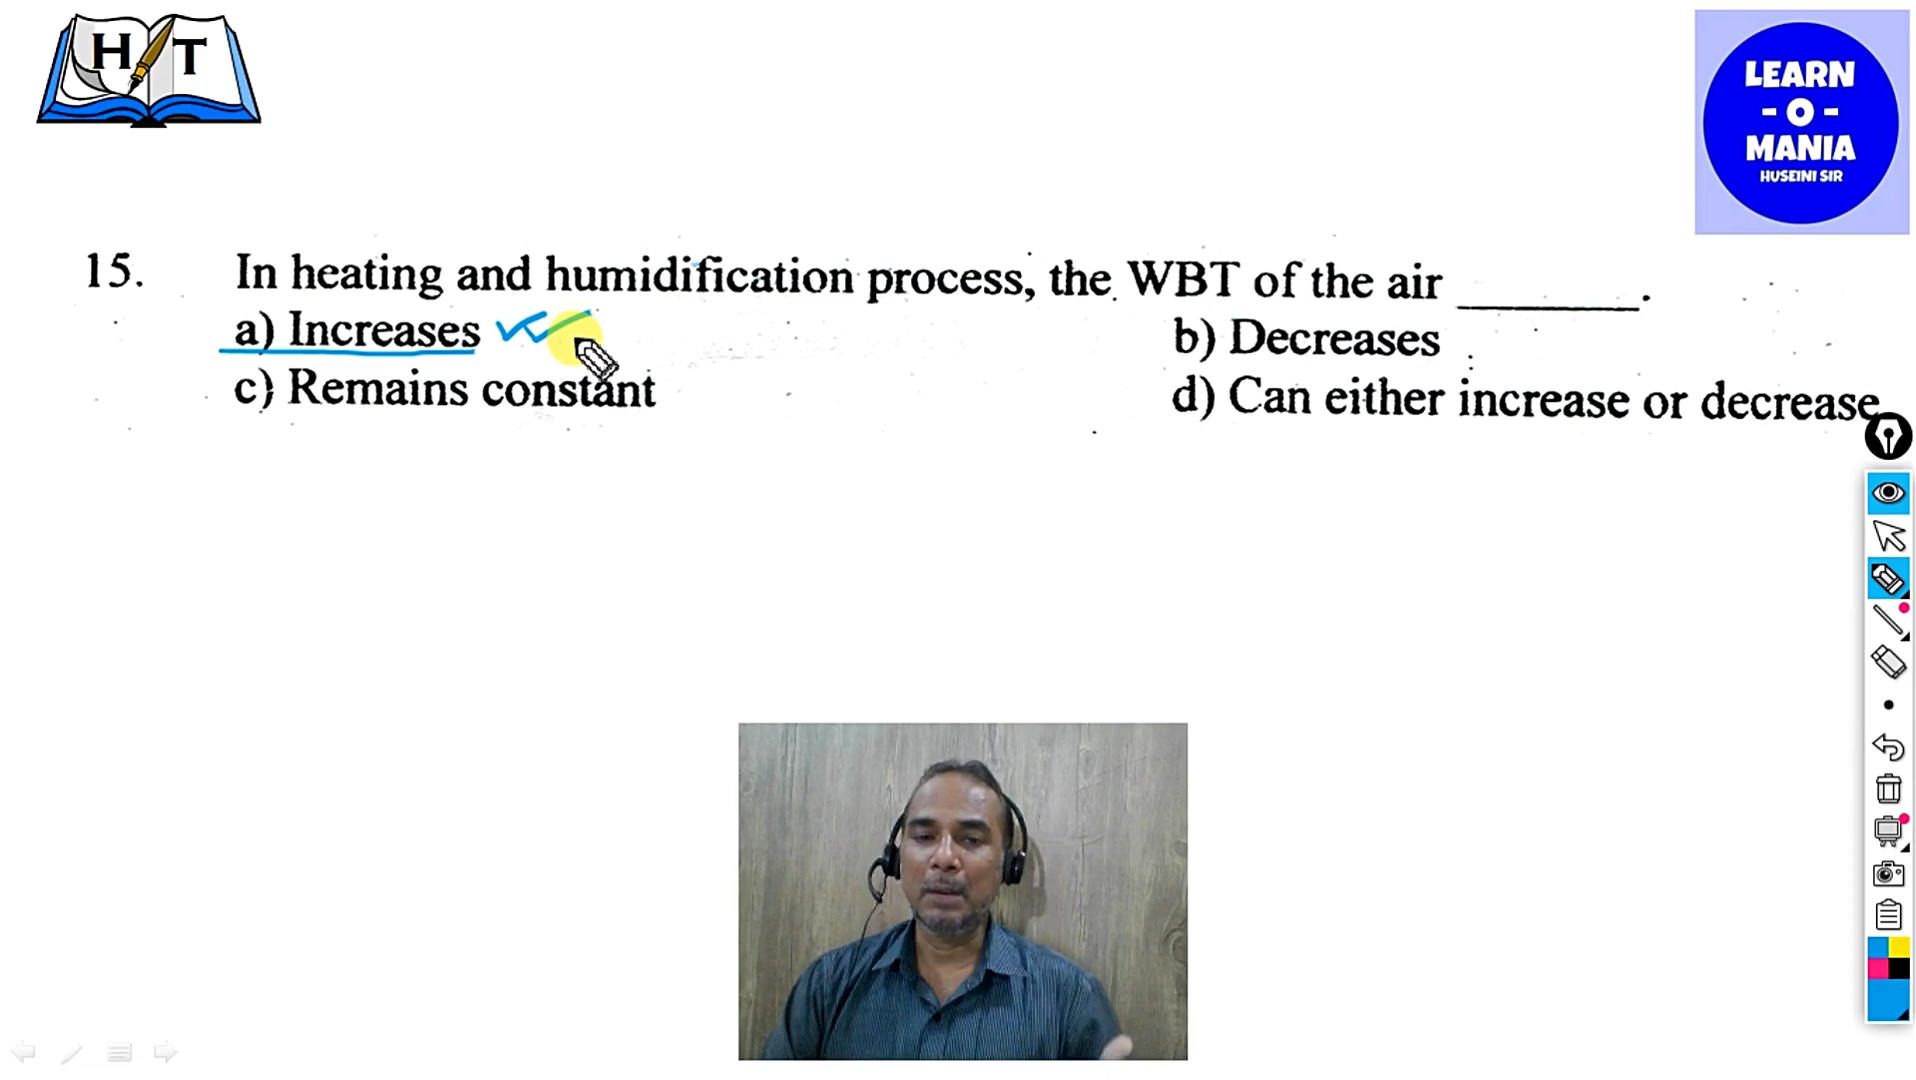 H T
LEARN
- O -
MANIA
HUSEINI SIR
15. In heating and humidification process, the WBT of the air ________.
a) Increases
b) Decreases
c) Remains constant
d) Can either increase or decrease